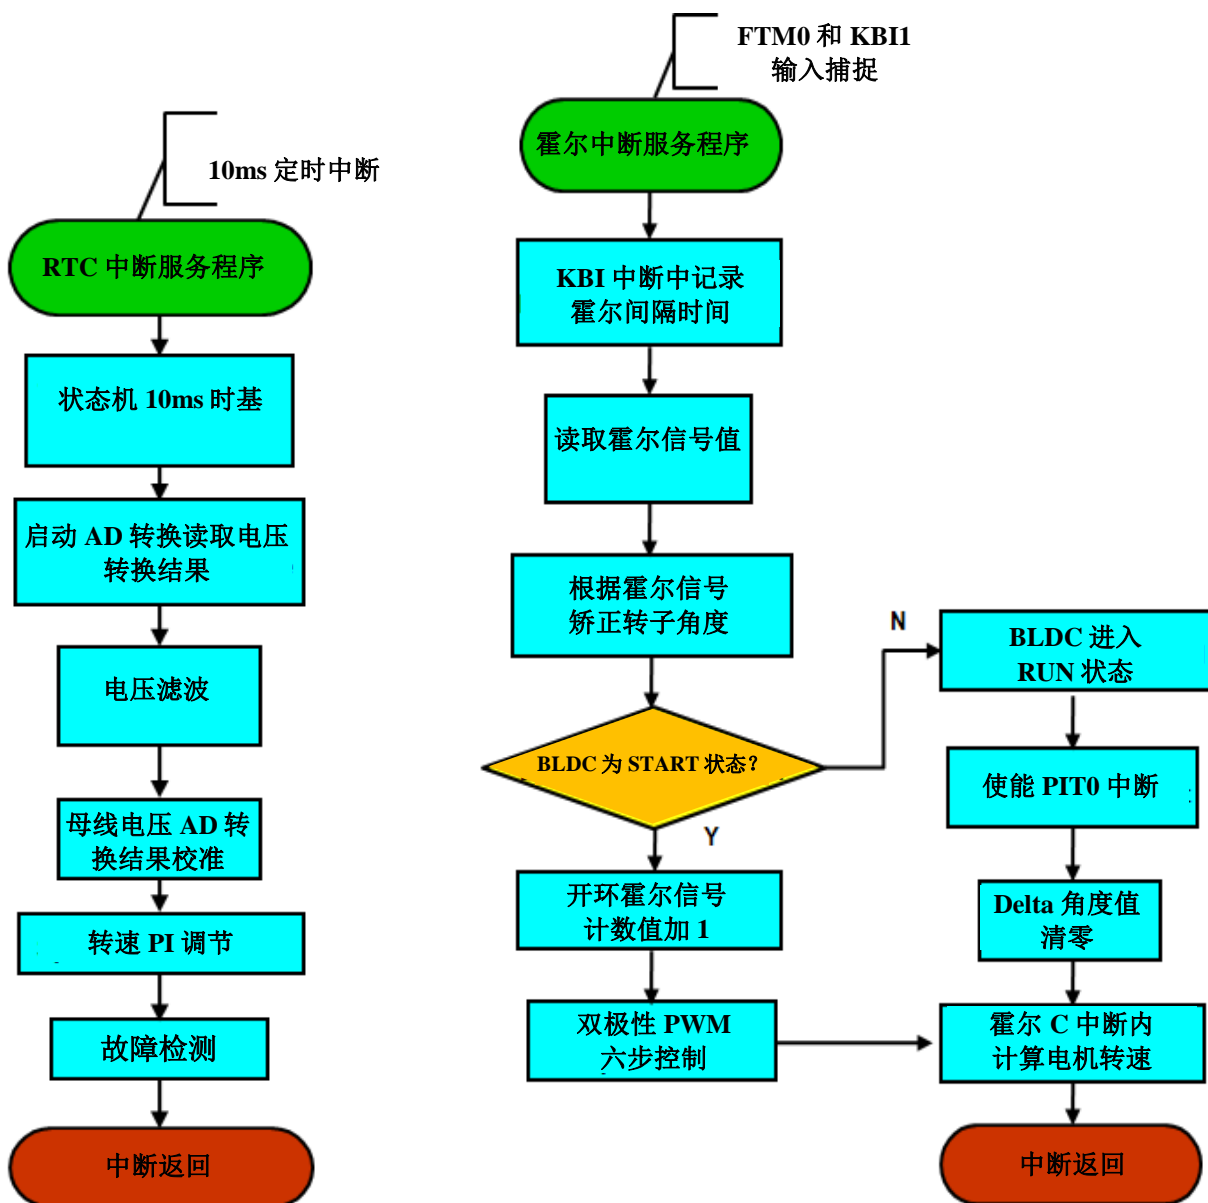 10ms 定时中断
RTC 中断服务程序
状态机 10ms 时基
启动 AD 转换读取电压
转换结果
电压滤波
母线电压 AD 转
换结果校准
转速 PI 调节
故障检测
中断返回
FTM0 和 KBI1
输入捕捉
霍尔中断服务程序
KBI 中断中记录
霍尔间隔时间
读取霍尔信号值
根据霍尔信号
矫正转子角度
BLDC 为 START 状态？
Y
开环霍尔信号
计数值加 1
双极性 PWM
六步控制
N
BLDC 进入
RUN 状态
使能 PIT0 中断
Delta 角度值
清零
霍尔 C 中断内
计算电机转速
中断返回